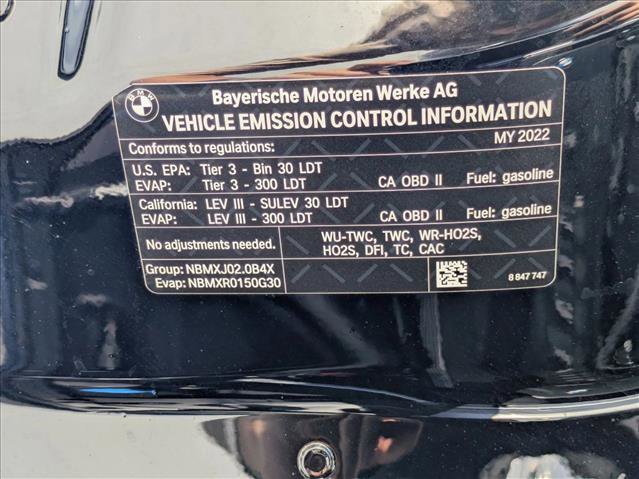 BMW
Bayerische Motoren Werke AG
VEHICLE EMISSION CONTROL INFORMATION
Conforms to regulations: MY 2022
U.S. EPA: Tier 3 - Bin 30 LDT
EVAP: Tier 3 - 300 LDT CA OBD II Fuel: gasoline
California: LEV III - SULEV 30 LDT
EVAP: LEV III - 300 LDT CA OBD II Fuel: gasoline
No adjustments needed.
WU-TWC, TWC, WR-HO2S,
HO2S, DFI, TC, CAC
Group: NBMXJ02.0B4X
Evap: NBMXR0150G30
8 847 747